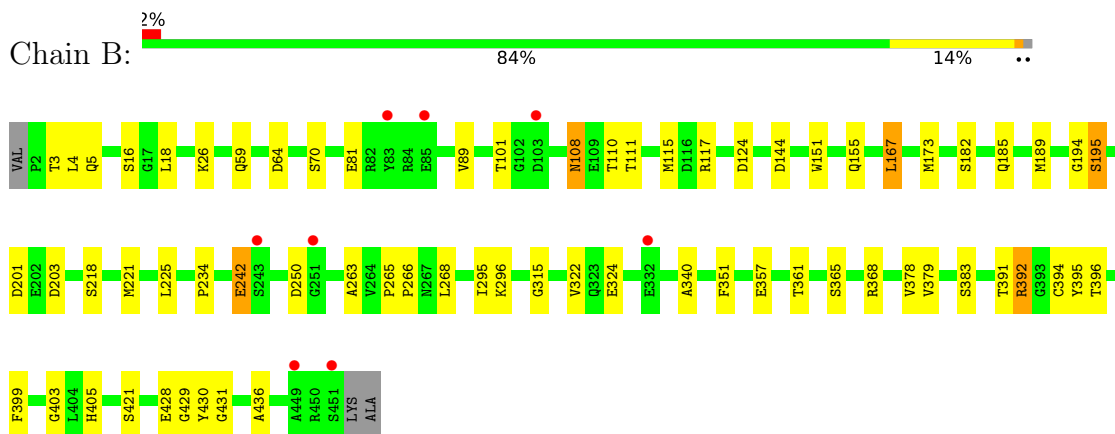 2%
Chain B:
84% 14% ••
VAL P2 T3 L4 Q5 S16 G17 L18 K26 Q59 D64 S70 E81 R82 Y83 R84 E85 V89 T101 G102 D103 N108 E109 T110 T111 M115 D116 R117 D124 D144 W151 Q155 L167 M173 S182 Q185 M189 G194 S195
D201 E202 D203 S218 M221 L225 P234 E242 S243 D250 G251 A263 V264 P265 P266 N267 L268 I295 K296 G315 V322 Q323 E324 E332 A340 F351 E357 T361 S365 R368 V378 V379 S383 T391 R392 G393 C394 Y395 T396
F399 G403 L404 H405 S421 E428 G429 Y430 G431 A436 A449 R450 S451 LYS ALA